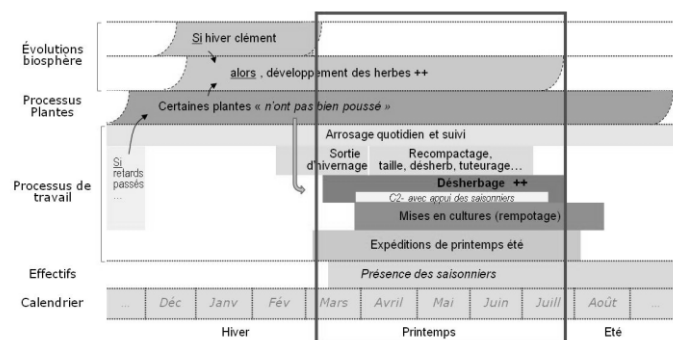 Évolutions
biosphère
Si hiver clément
alors , développement des herbes ++
Processus
Plantes
Certaines plantes « n'ont pas bien poussé »
Arrosage quotidien et suivi
Si
retards
passés
...
Sortie
d'hivernage
Recompactage,
taille, désherb, tuteurage...
Processus de
travail
Désherbage ++
C2- avec appui des saisonniers
Mises en cultures (rempotage)
Expéditions de printemps été
Effectifs
Présence des saisonniers
Calendrier
... Déc Janv Fév Mars Avril Mai Juin Juill Août ...
Hiver Printemps Eté